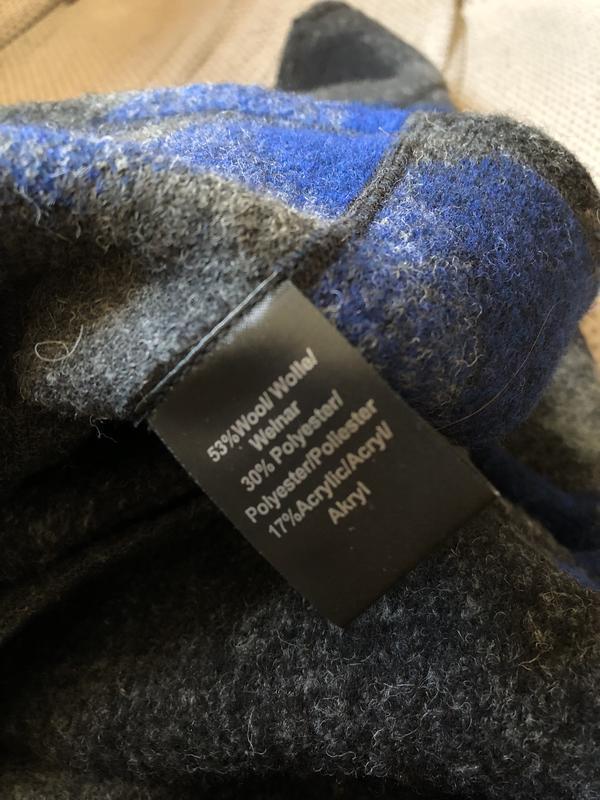 53%Wool/ Wolle/
Welnar
30% Polyester/
Polyester/Poliester
17%Acrylic/Acryl/
Akryl